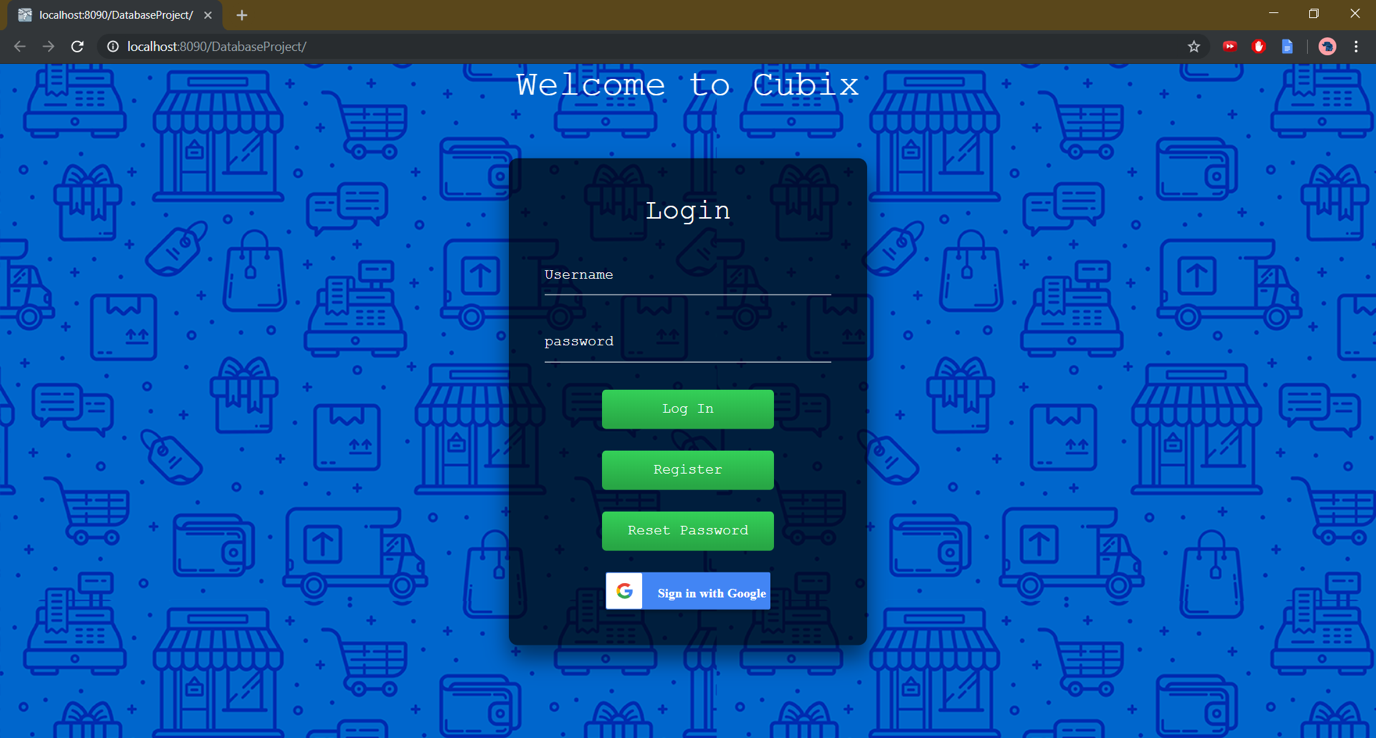 localhost:8090/DatabaseProject/
localhost:8090/DatabaseProject/
Welcome to Cubix
Login
Username
password
Log In
Register
Reset Password
G Sign in with Google